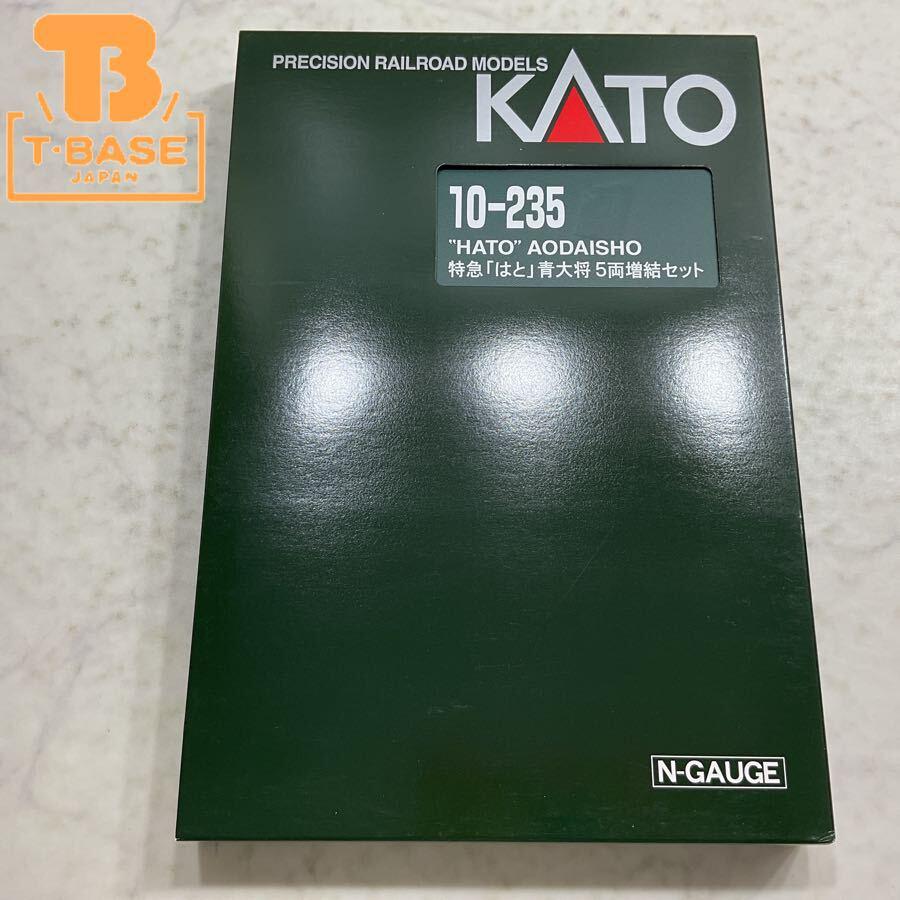 B
T・BASE
JAPAN
PRECISION RAILROAD MODELS
KATO
10-235
"HATO" AODAISHO
特急「はと」青大将 5両増結セット
N-GAUGE